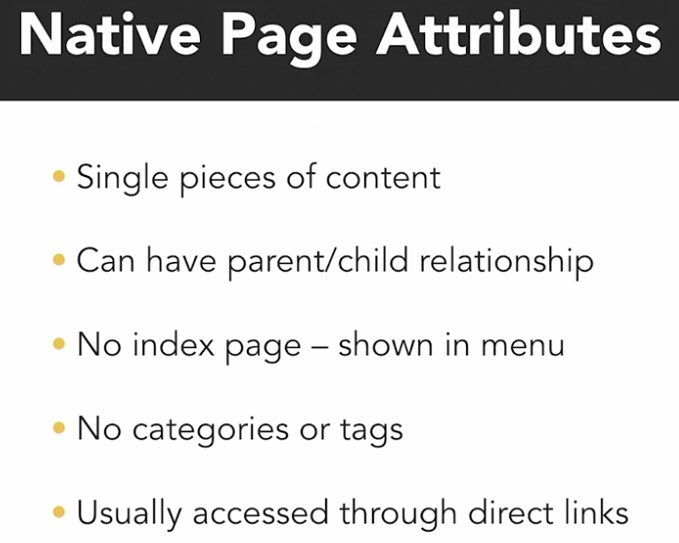 Native Page Attributes
• Single pieces of content
• Can have parent/child relationship
• No index page – shown in menu
• No categories or tags
• Usually accessed through direct links